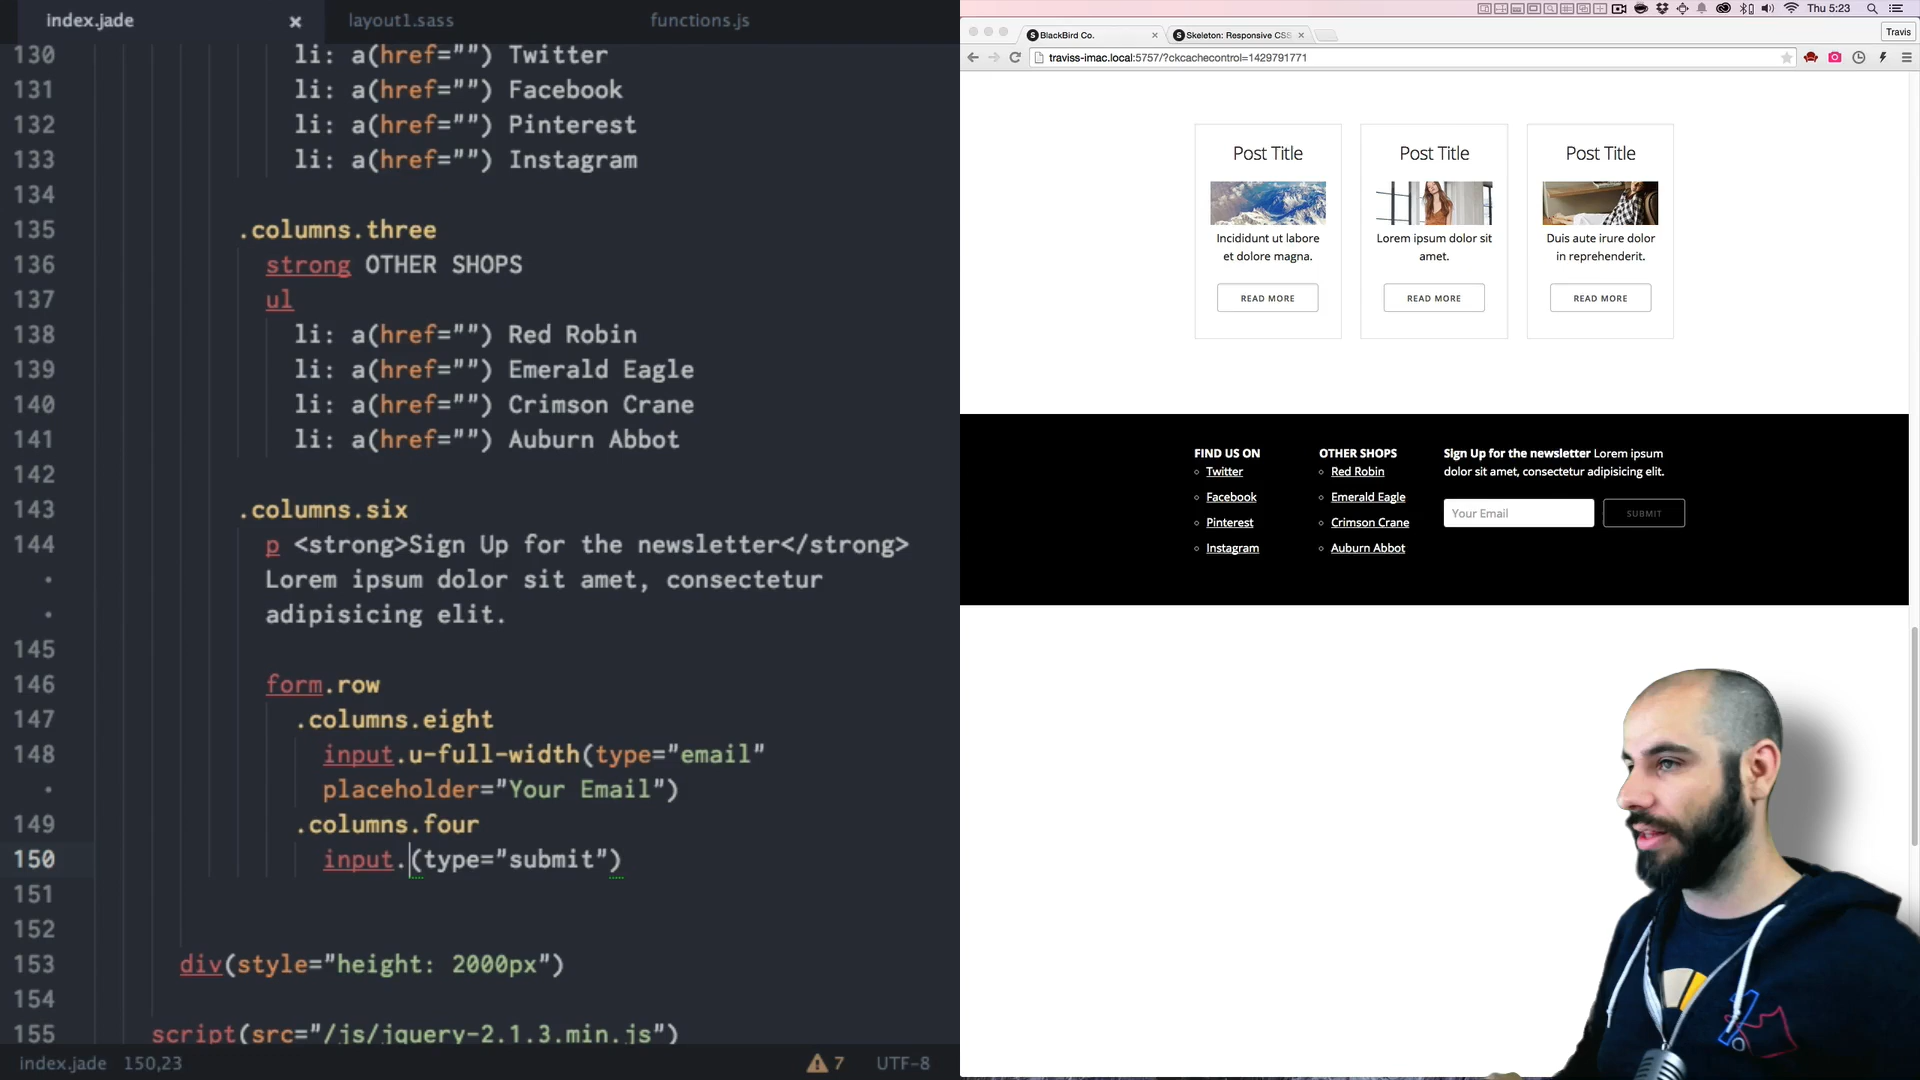 index.jade
layout1.sass
functions.js
130 li: a(href="") Twitter
131 li: a(href="") Facebook
132 li: a(href="") Pinterest
133 li: a(href="") Instagram
134
135 .columns.three
136 strong OTHER SHOPS
137 ul
138 li: a(href="") Red Robin
139 li: a(href="") Emerald Eagle
140 li: a(href="") Crimson Crane
141 li: a(href="") Auburn Abbot
142
143 .columns.six
144 p <strong>Sign Up for the newsletter</strong>
Lorem ipsum dolor sit amet, consectetur
adipisicing elit.
145
146 form.row
147 .columns.eight
148 input.u-full-width(type="email"
placeholder="Your Email")
149 .columns.four
150 input.(type="submit")
151
152
153 div(style="height: 2000px")
154
155 script(src="/js/jquery-2.1.3.min.js")
index.jade 150,23
7 UTF-8
Thu 5:23
BlackBird Co.
Skeleton: Responsive CSS
Travis
traviss-imac.local:5757/?ckcachecontrol=1429791771
Post Title
Incididunt ut labore
et dolore magna.
READ MORE
Post Title
Lorem ipsum dolor sit
amet.
READ MORE
Post Title
Duis aute irure dolor
in reprehenderit.
READ MORE
FIND US ON
Twitter
Facebook
Pinterest
Instagram
OTHER SHOPS
Red Robin
Emerald Eagle
Crimson Crane
Auburn Abbot
Sign Up for the newsletter Lorem ipsum
dolor sit amet, consectetur adipisicing elit.
Your Email
SUBMIT